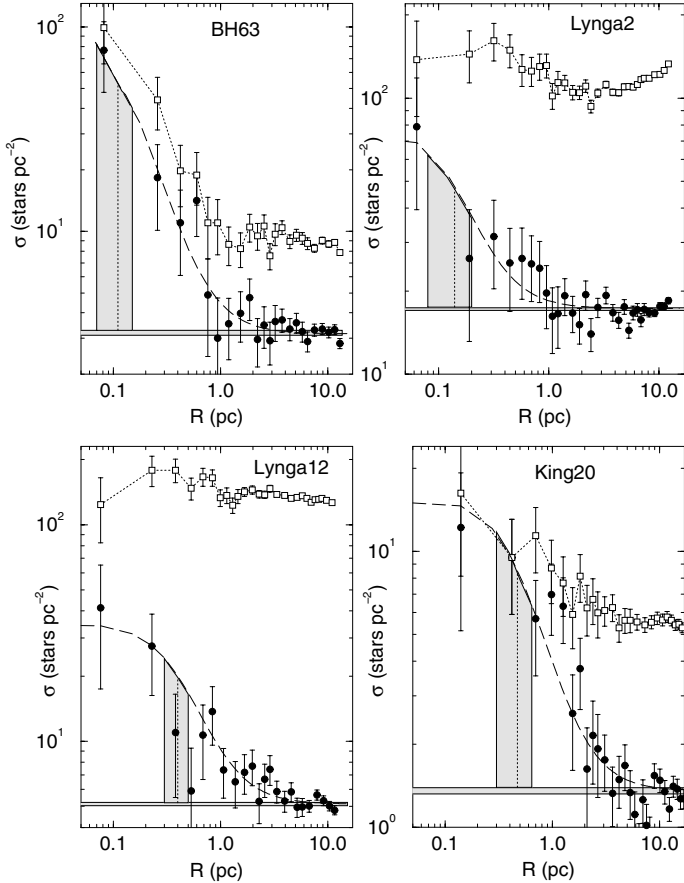 BH63
Lynga2
10²
10¹
σ (stars pc⁻²)
0.1 1.0 10.0
R (pc)
10²
10¹
σ (stars pc⁻²)
0.1 1.0 10.0
R (pc)
Lynga12
King20
10²
10¹
σ (stars pc⁻²)
0.1 1.0 10.0
R (pc)
10¹
10⁰
σ (stars pc⁻²)
0.1 1.0 10.0
R (pc)